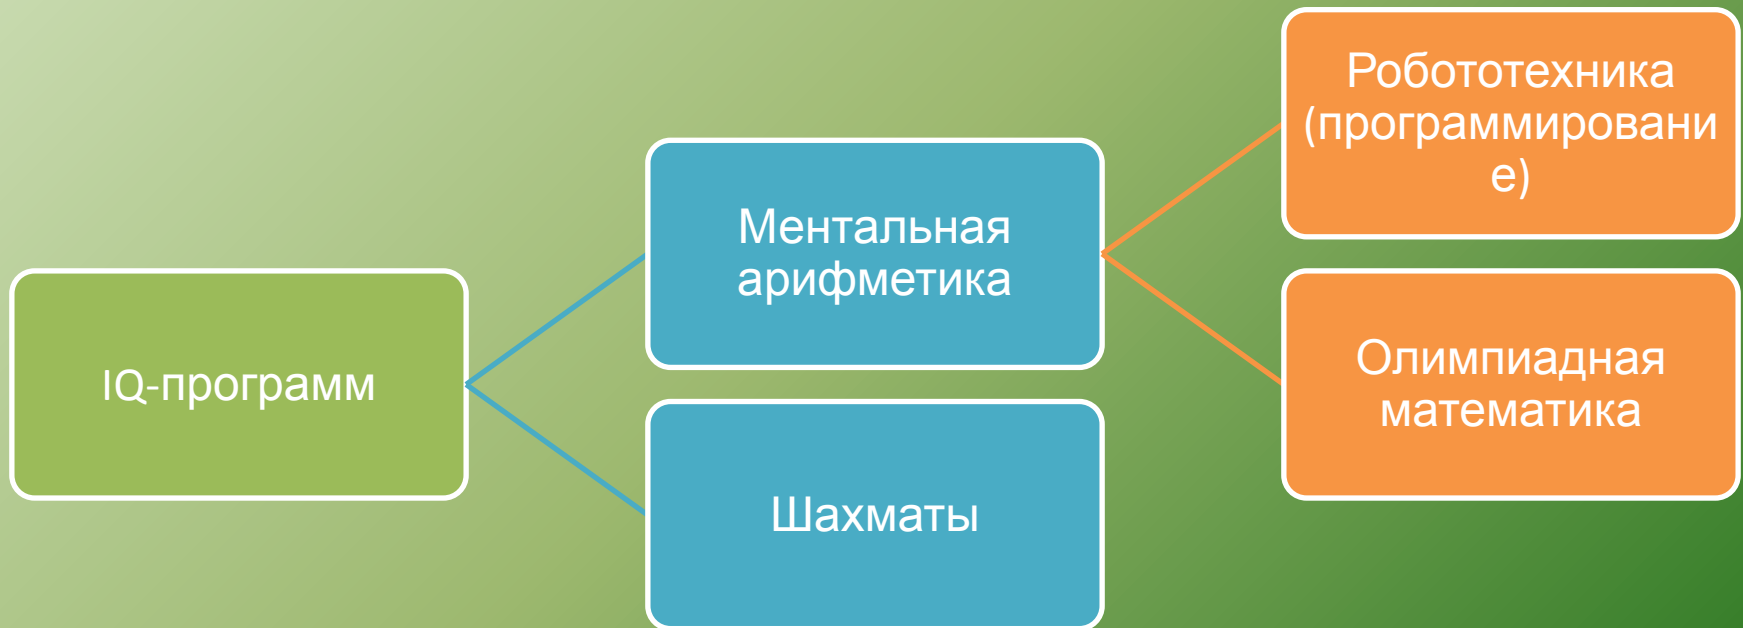 IQ-программ
Ментальная
арифметика
Шахматы
Робототехника
(программировани
е)
Олимпиадная
математика